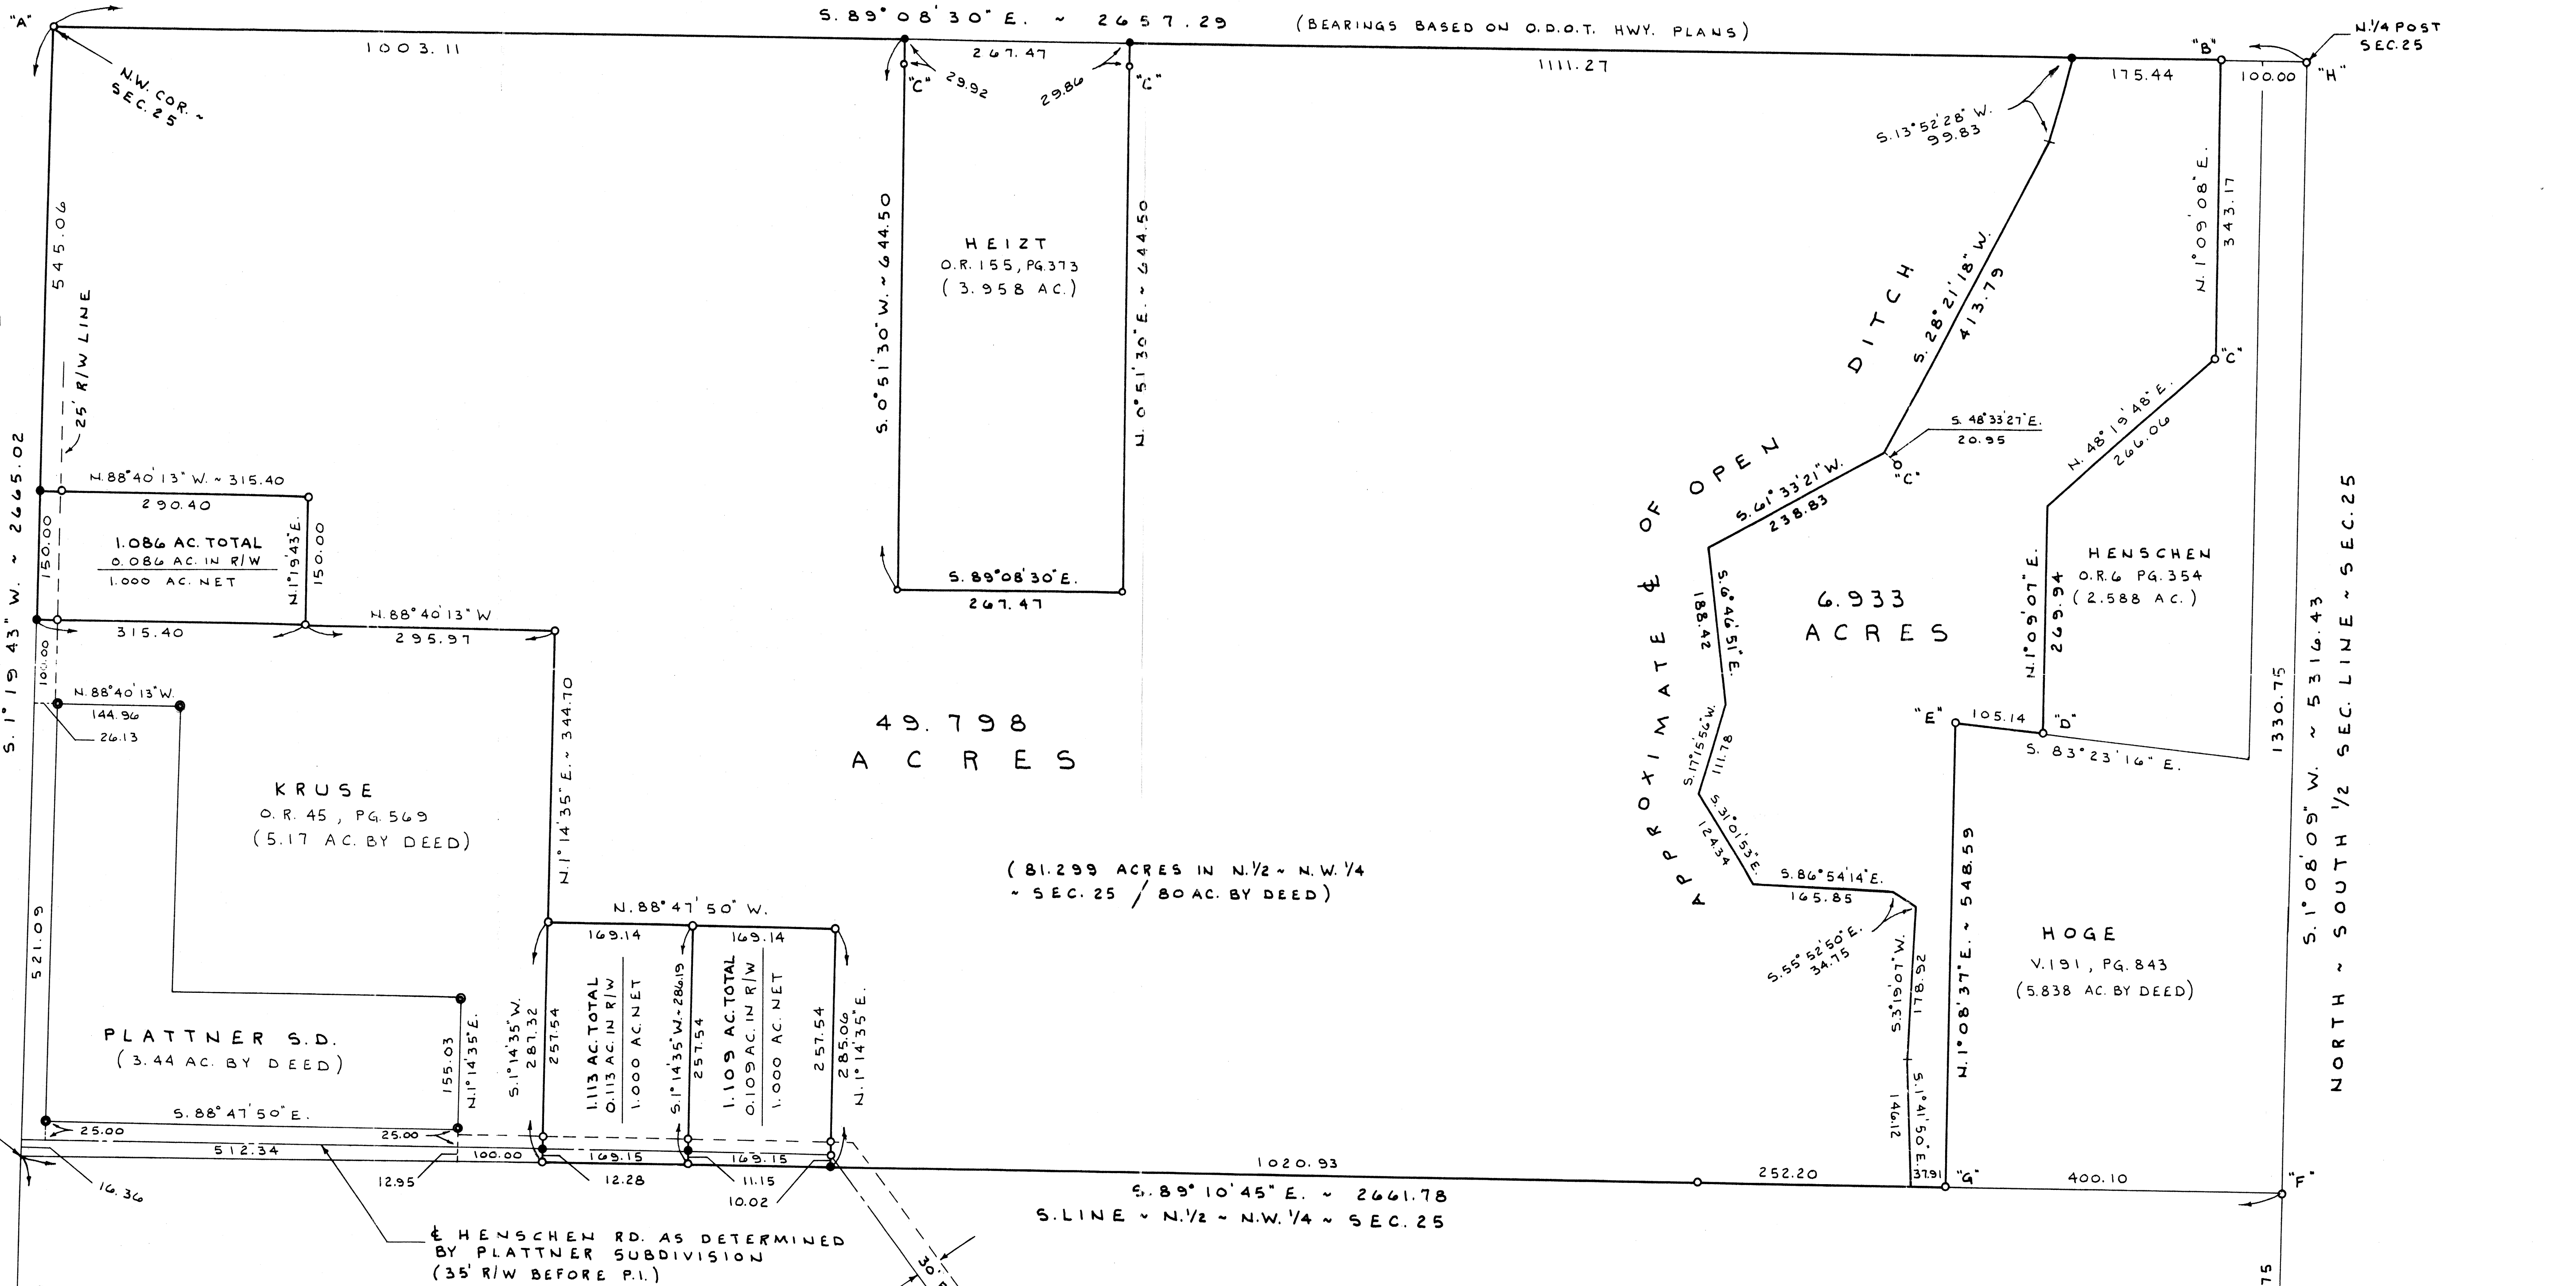 "A"
S. 89° 08' 30" E. ~ 2657.29 (BEARINGS BASED ON O.D.O.T. HWY. PLANS)
N. 1/4 POST
SEC. 25
"B"
"H"
1003.11
267.47
1111.27
175.44
100.00
N.W. COR. ~
SEC. 25
"C"
29.92
29.86
"C"
S. 13° 52' 28" W.
99.83
545.06
25' R/W LINE
S. 0° 51' 30" W. ~ 644.50
HEIZT
O.R. 155, PG. 373
(3.958 AC.)
N. 0° 51' 30" E. ~ 644.50
S. 28° 21' 18" W.
413.79
N. 1° 09' 08" E.
343.17
"C"
N. 48° 19' 48" E.
266.06
S. 48° 33' 27" E.
20.95
"C"
S. 61° 33' 21" W.
238.83
APPROXIMATE ℄ OF OPEN DITCH
S. 1° 19' 43" W. ~ 2665.02
N. 88° 40' 13" W. ~ 315.40
290.40
150.00
1.086 AC. TOTAL
0.086 AC. IN R/W
1.000 AC. NET
N. 1° 19' 43" E.
150.00
S. 89° 08' 30" E.
267.47
315.40
N. 88° 40' 13" W
295.97
S. 6° 46' 51" E.
188.42
6.933
ACRES
N. 1° 09' 07" E.
269.94
HENSCHEN
O.R. 6 PG. 354
(2.588 AC.)
1330.75
S. 1° 08' 09" W. ~ 5316.43
NORTH ~ SOUTH 1/2 SEC. LINE ~ SEC. 25
100.00
N. 88° 40' 13" W.
144.96
26.13
N. 1° 14' 35" E. ~ 344.70
49.798
ACRES
S. 17° 15' 56" W.
111.78
"E"
105.14
"D"
S. 83° 23' 16" E.
KRUSE
O.R. 45, PG. 569
(5.17 AC. BY DEED)
S. 31° 01' 53" E.
124.34
(81.299 ACRES IN N. 1/2 ~ N.W. 1/4
~ SEC. 25 / 80 AC. BY DEED)
S. 86° 54' 14" E.
165.85
S. 55° 52' 50" E.
34.75
N. 1° 08' 37" E. ~ 548.59
HOGE
V. 191, PG. 843
(5.838 AC. BY DEED)
521.09
N. 88° 47' 50" W.
169.14
169.14
S. 1° 14' 35" W.
287.32
257.54
1.113 AC. TOTAL
0.113 AC. IN R/W
1.000 AC. NET
S. 1° 14' 35" W. ~ 286.19
257.54
1.109 AC. TOTAL
0.109 AC. IN R/W
1.000 AC. NET
257.54
285.06
N. 1° 14' 35" E.
S. 3° 19' 07" W.
178.92
PLATTNER S.D.
(3.44 AC. BY DEED)
155.03
N. 1° 14' 35" E.
S. 1° 41' 50" E.
146.12
S. 88° 47' 50" E.
25.00
25.00
512.34
100.00
169.15
169.15
1020.93
252.20
37.91
"G"
400.10
"F"
16.36
12.95
12.28
11.15
10.02
S. 89° 10' 45" E. ~ 2661.78
S. LINE ~ N. 1/2 ~ N.W. 1/4 ~ SEC. 25
℄ HENSCHEN RD. AS DETERMINED
BY PLATTNER SUBDIVISION
(35' R/W BEFORE P.I.)
30'
75